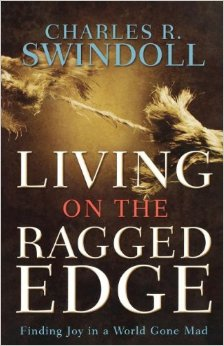 CHARLES R.
SWINDOLL
LIVING
ON THE
RAGGED
EDGE
Finding Joy in a World Gone Mad